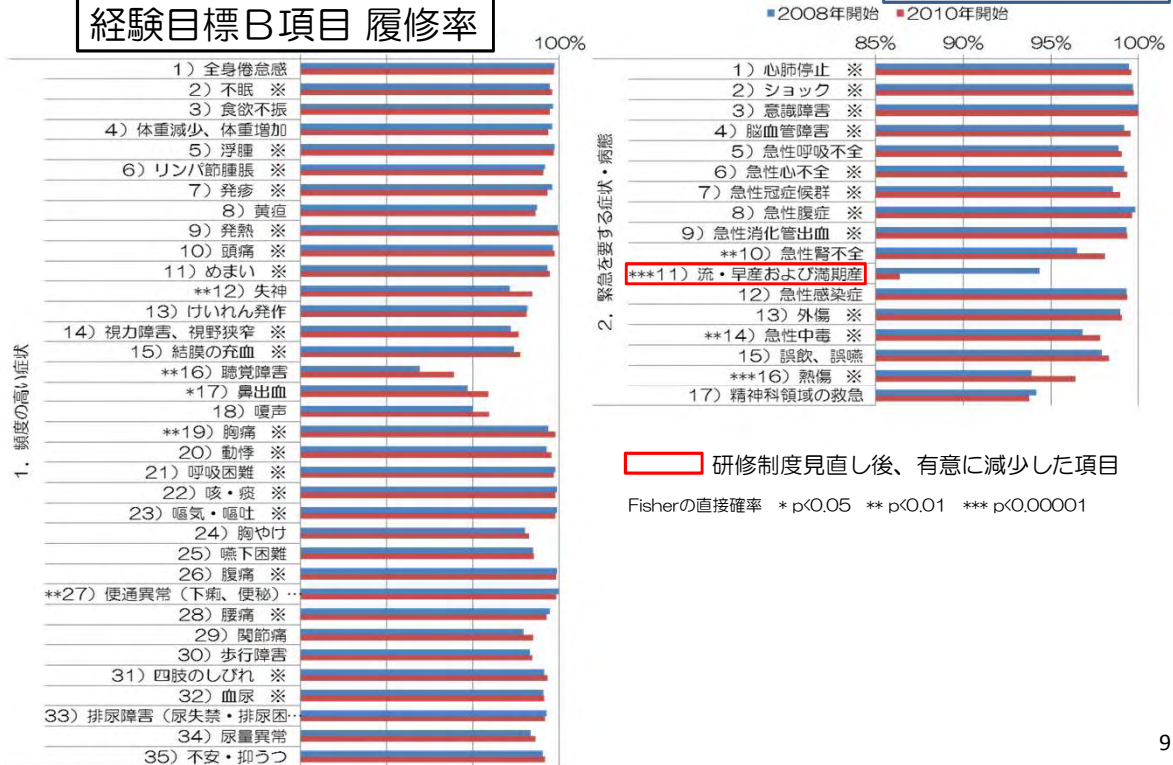 経験目標B項目 履修率
100%
1. 頻度の高い症状
1）全身倦怠感
2）不眠 ※
3）食欲不振
4）体重減少、体重増加
5）浮腫 ※
6）リンパ節腫脹 ※
7）発疹 ※
8）黄疸
9）発熱 ※
10）頭痛 ※
11）めまい ※
**12）失神
13）けいれん発作
14）視力障害、視野狭窄 ※
15）結膜の充血 ※
**16）聴覚障害
*17）鼻出血
18）嗄声
**19）胸痛 ※
20）動悸 ※
21）呼吸困難 ※
22）咳・痰 ※
23）嘔気・嘔吐 ※
24）胸やけ
25）嚥下困難
26）腹痛 ※
**27）便通異常（下痢、便秘）…
28）腰痛 ※
29）関節痛
30）歩行障害
31）四肢のしびれ ※
32）血尿 ※
33）排尿障害（尿失禁・排尿困…
34）尿量異常
35）不安・抑うつ
■2008年開始 ■2010年開始
85% 90% 95% 100%
2. 緊急を要する症状・病態
1）心肺停止 ※
2）ショック ※
3）意識障害 ※
4）脳血管障害 ※
5）急性呼吸不全
6）急性心不全 ※
7）急性冠症候群 ※
8）急性腹症 ※
9）急性消化管出血 ※
**10）急性腎不全
***11）流・早産および満期産
12）急性感染症
13）外傷 ※
**14）急性中毒 ※
15）誤飲、誤嚥
***16）熱傷 ※
17）精神科領域の救急
研修制度見直し後、有意に減少した項目
Fisherの直接確率 * p<0.05 ** p<0.01 *** p<0.00001
9